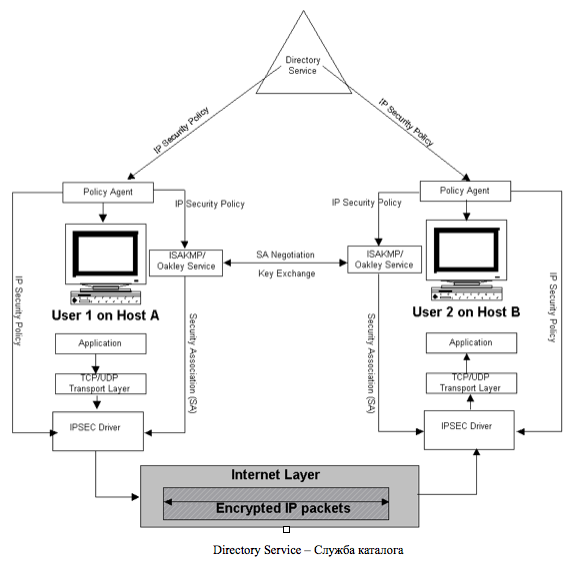 Directory
Service
IP Security Policy
IP Security Policy
Policy Agent
Policy Agent
IP Security Policy
IP Security Policy
ISAKMP/
Oakley Service
SA Negotiation
Key Exchange
ISAKMP/
Oakley Service
IP Security Policy
IP Security Policy
User 1 on Host A
User 2 on Host B
Security Association (SA)
Security Association (SA)
Application
Application
TCP/UDP
Transport Layer
TCP/UDP
Transport Layer
IPSEC Driver
IPSEC Driver
Internet Layer
Encrypted IP packets
Directory Service – Служба каталога